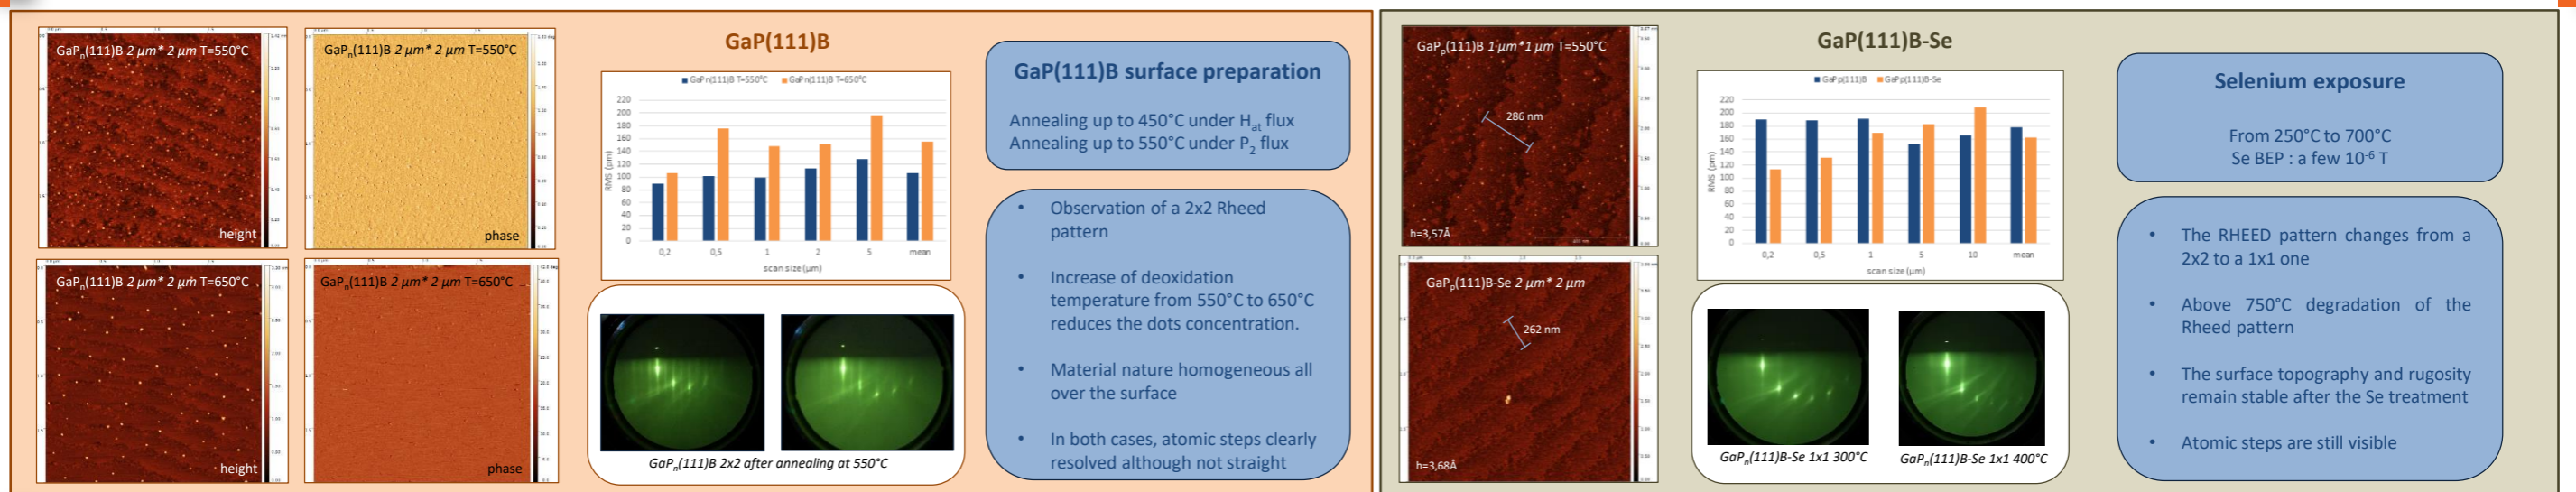 GaPn(111)B 2 μm* 2 μm T=550°C
height
GaPn(111)B 2 μm* 2 μm T=550°C
phase
GaPn(111)B 2 μm* 2 μm T=650°C
height
GaPn(111)B 2 μm* 2 μm T=650°C
phase
GaP(111)B
GaPn(111)B T=550°C GaPn(111)B T=650°C
RMS (pm)
220
200
180
160
140
120
100
80
60
40
20
0
0,2 0,5 1 2 5 mean
scan size (μm)
GaPn(111)B 2x2 after annealing at 550°C
GaP(111)B surface preparation
Annealing up to 450°C under Hat flux
Annealing up to 550°C under P2 flux
• Observation of a 2x2 Rheed
pattern
• Increase of deoxidation
temperature from 550°C to 650°C
reduces the dots concentration.
• Material nature homogeneous all
over the surface
• In both cases, atomic steps clearly
resolved although not straight
GaPp(111)B 1 μm*1 μm T=550°C
286 nm
h=3,57Å
GaPp(111)B-Se 2 μm* 2 μm
262 nm
h=3,68Å
GaP(111)B-Se
GaPp(111)B GaPp(111)B-Se
RMS (pm)
220
200
180
160
140
120
100
80
60
40
20
0
0,2 0,5 1 5 10 mean
scan size (μm)
GaPn(111)B-Se 1x1 300°C
GaPn(111)B-Se 1x1 400°C
Selenium exposure
From 250°C to 700°C
Se BEP : a few 10-6 T
• The RHEED pattern changes from a
2x2 to a 1x1 one
• Above 750°C degradation of the
Rheed pattern
• The surface topography and rugosity
remain stable after the Se treatment
• Atomic steps are still visible